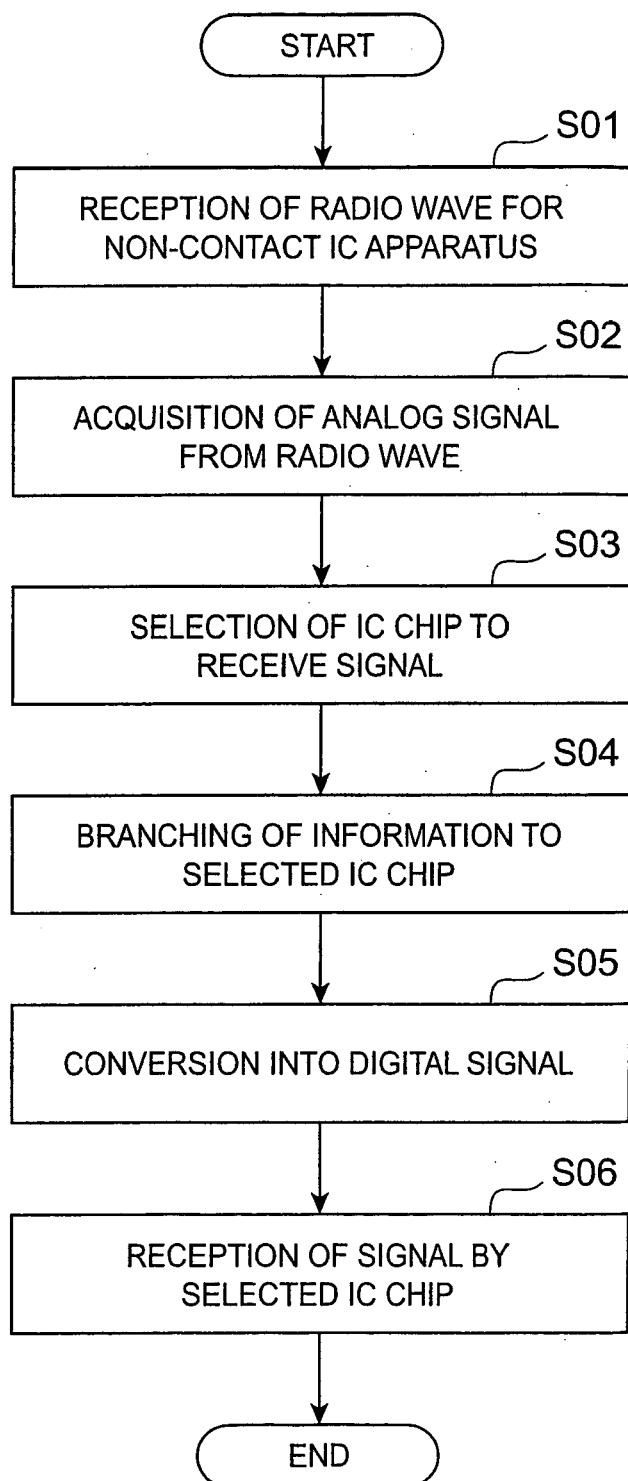 START
S01
RECEPTION OF RADIO WAVE FOR
NON-CONTACT IC APPARATUS
S02
ACQUISITION OF ANALOG SIGNAL
FROM RADIO WAVE
S03
SELECTION OF IC CHIP TO
RECEIVE SIGNAL
S04
BRANCHING OF INFORMATION TO
SELECTED IC CHIP
S05
CONVERSION INTO DIGITAL SIGNAL
S06
RECEPTION OF SIGNAL BY
SELECTED IC CHIP
END